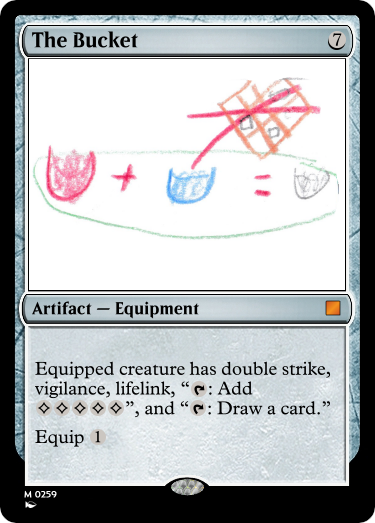 The Bucket 7
+ =
Artifact — Equipment
Equipped creature has double strike,
vigilance, lifelink, “{T}: Add
{C}{C}{C}{C}{C}”, and “{T}: Draw a card.”
Equip 1
M 0259